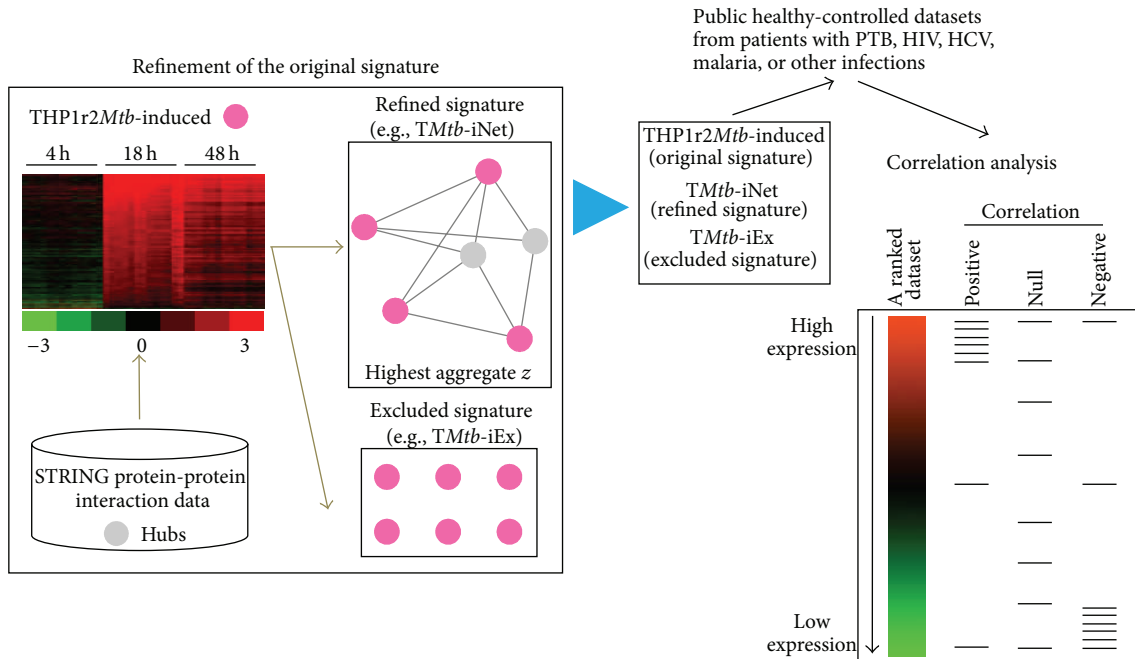 Refinement of the original signature
THP1r2Mtb-induced
4 h 18 h 48 h
−3 0 3
STRING protein-protein
interaction data
Hubs
Refined signature
(e.g., TMtb-iNet)
Highest aggregate z
Excluded signature
(e.g., TMtb-iEx)
Public healthy-controlled datasets
from patients with PTB, HIV, HCV,
malaria, or other infections
THP1r2Mtb-induced
(original signature)
TMtb-iNet
(refined signature)
TMtb-iEx
(excluded signature)
Correlation analysis
Correlation
A ranked
dataset
Positive
Null
Negative
High
expression
Low
expression